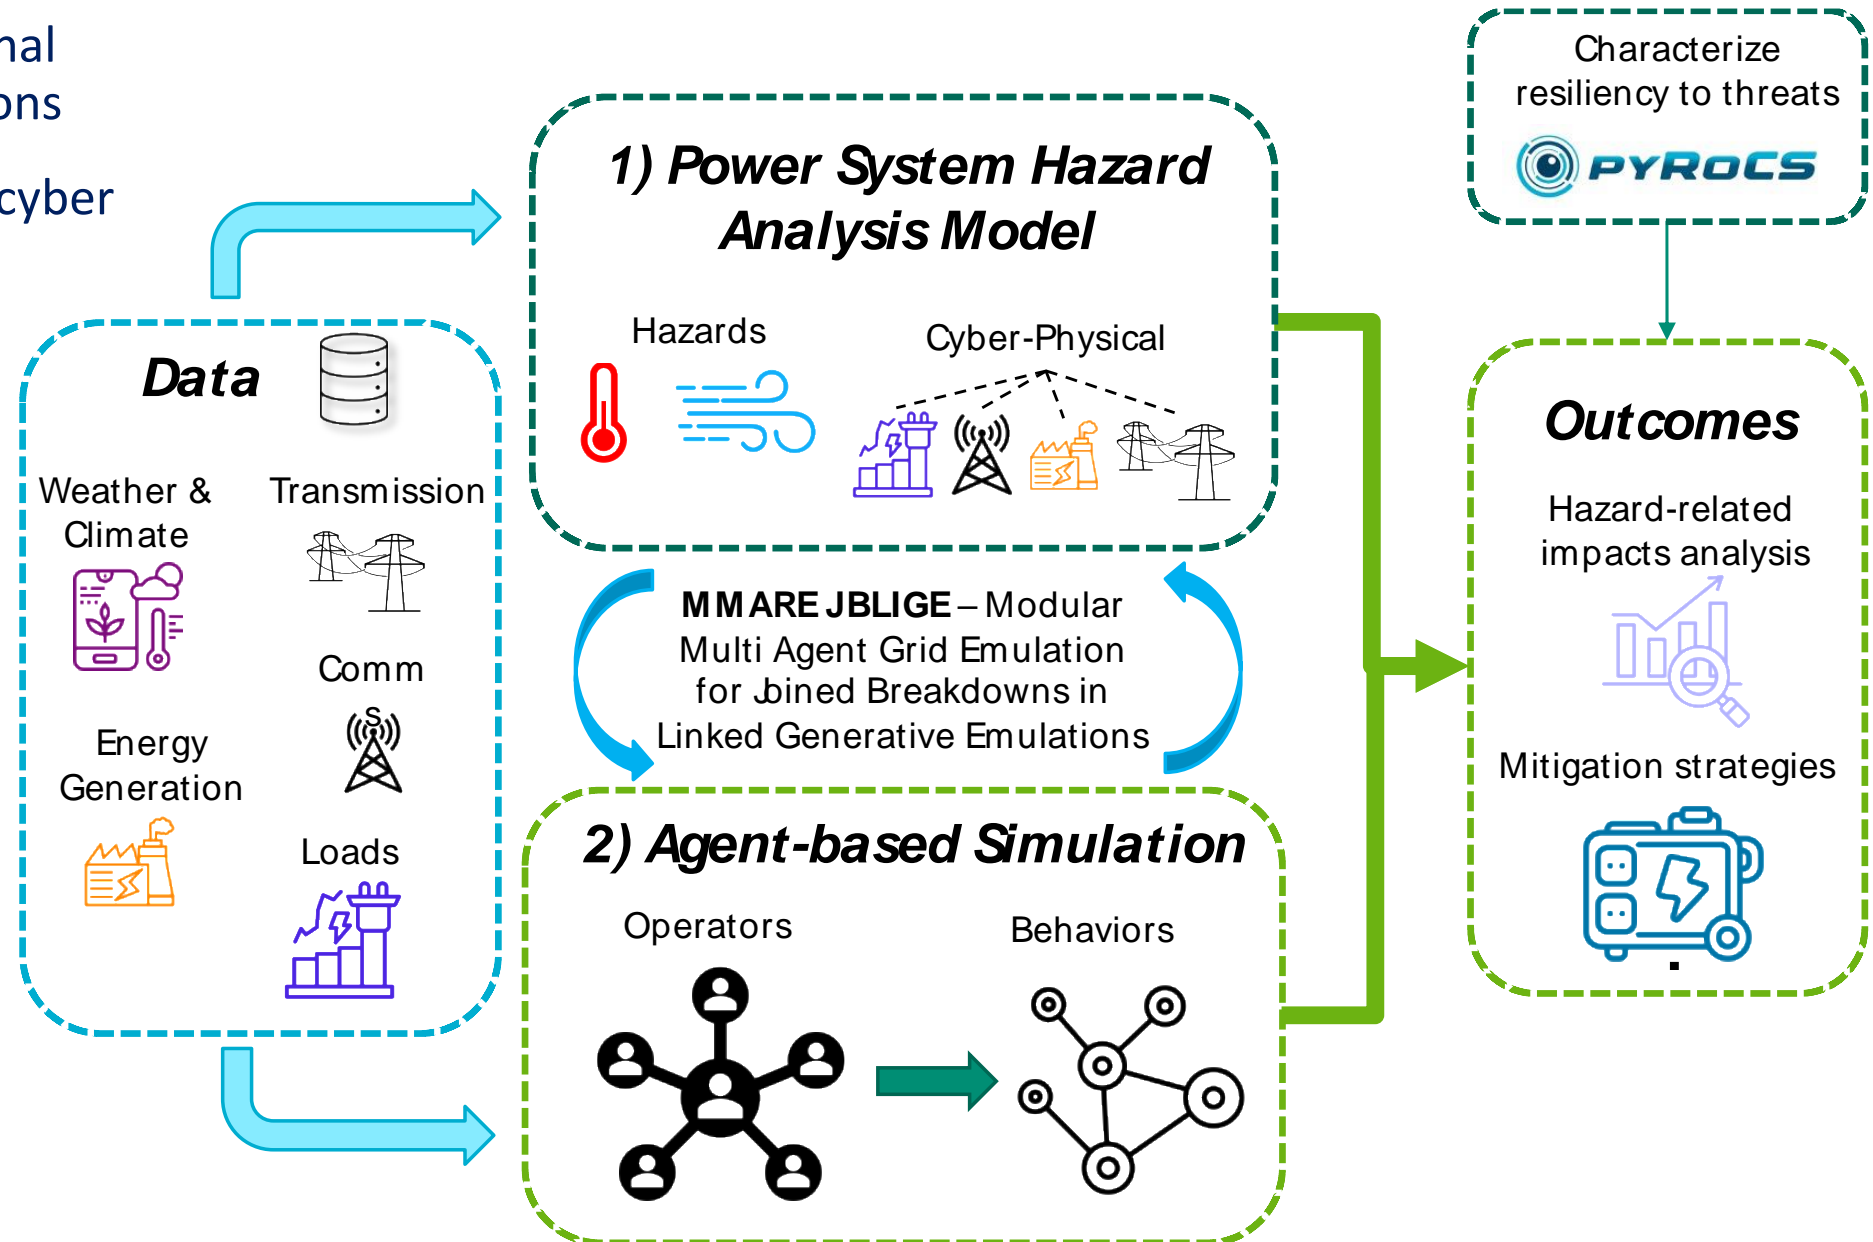 nal
ons
cyber
Data
Weather &
Climate
Transmission
Comm
s
Energy
Generation
Loads
1) Power System Hazard
Analysis Model
Hazards
Cyber-Physical
MMARE JBLIGE – Modular
Multi Agent Grid Emulation
for Joined Breakdowns in
Linked Generative Emulations
2) Agent-based Simulation
Operators
Behaviors
Characterize
resiliency to threats
PYRoCS
Outcomes
Hazard-related
impacts analysis
Mitigation strategies
.